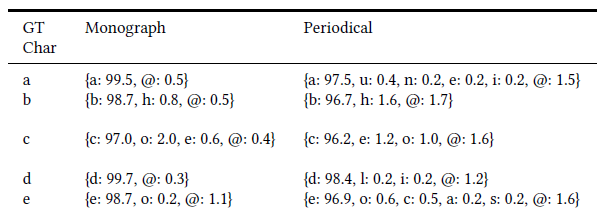 GT Char Monograph Periodical
a {a: 99.5, @: 0.5} {a: 97.5, u: 0.4, n: 0.2, e: 0.2, i: 0.2, @: 1.5}
b {b: 98.7, h: 0.8, @: 0.5} {b: 96.7, h: 1.6, @: 1.7}
c {c: 97.0, o: 2.0, e: 0.6, @: 0.4} {c: 96.2, e: 1.2, o: 1.0, @: 1.6}
d {d: 99.7, @: 0.3} {d: 98.4, l: 0.2, i: 0.2, @: 1.2}
e {e: 98.7, o: 0.2, @: 1.1} {e: 96.9, o: 0.6, c: 0.5, a: 0.2, s: 0.2, @: 1.6}